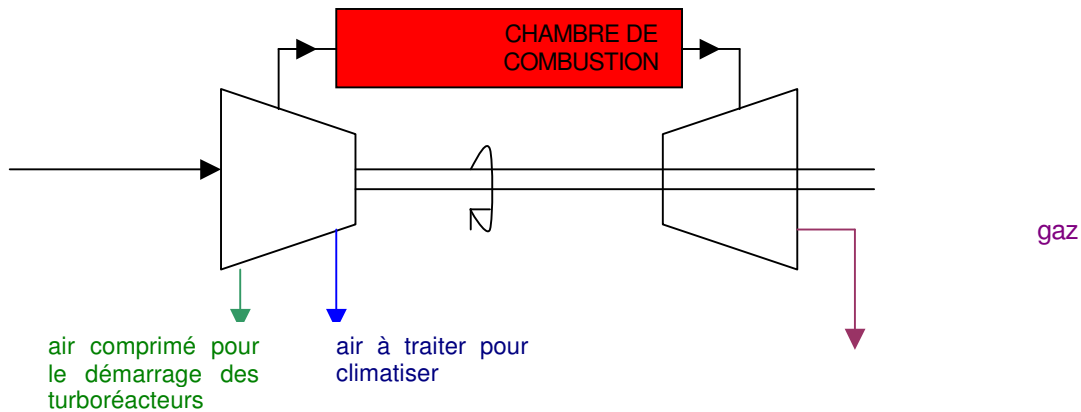 CHAMBRE DE
COMBUSTION
gaz
air comprimé pour
le démarrage des
turboréacteurs
air à traiter pour
climatiser